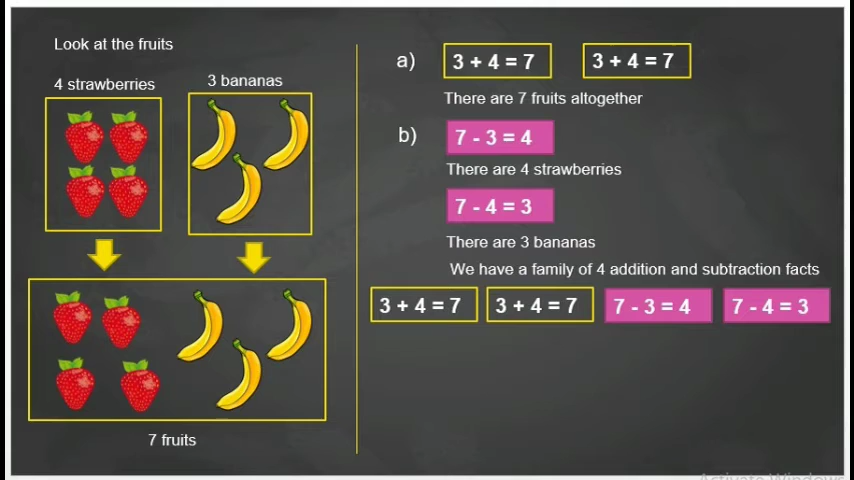 Look at the fruits
4 strawberries
3 bananas
7 fruits
a) 3 + 4 = 7 3 + 4 = 7
There are 7 fruits altogether
b) 7 - 3 = 4
There are 4 strawberries
7 - 4 = 3
There are 3 bananas
We have a family of 4 addition and subtraction facts
3 + 4 = 7 3 + 4 = 7 7 - 3 = 4 7 - 4 = 3
Activate Windows